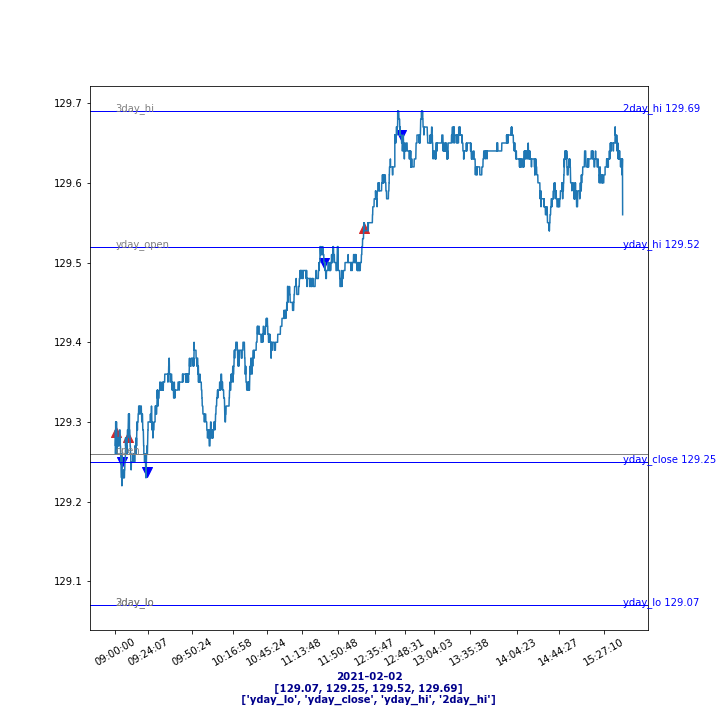 129.7
3day_hi
2day_hi 129.69
129.6
yday_open
yday_hi 129.52
129.5
129.4
129.3
open
yday_close 129.25
129.2
129.1
3day_lo
yday_lo 129.07
09:00:00
09:24:07
09:50:24
10:16:58
10:45:24
11:13:48
11:50:48
12:35:47
12:48:31
13:04:03
13:35:38
14:04:23
14:44:27
15:27:10
2021-02-02
[129.07, 129.25, 129.52, 129.69]
['yday_lo', 'yday_close', 'yday_hi', '2day_hi']